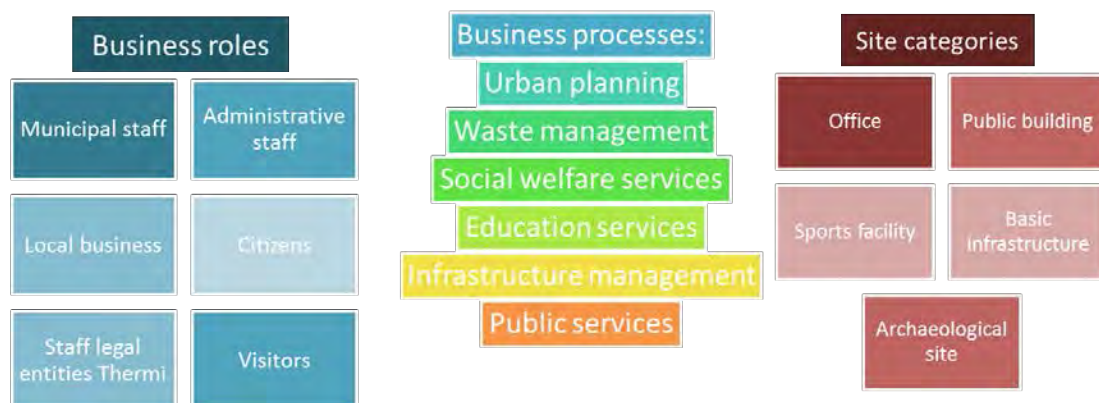 Business roles
Municipal staff
Administrative
staff
Local business
Citizens
Staff legal
entities Thermi
Visitors
Business processes:
Urban planning
Waste management
Social welfare services
Education services
Infrastructure management
Public services
Site categories
Office
Public building
Sports facility
Basic
infrastructure
Archaeological
site